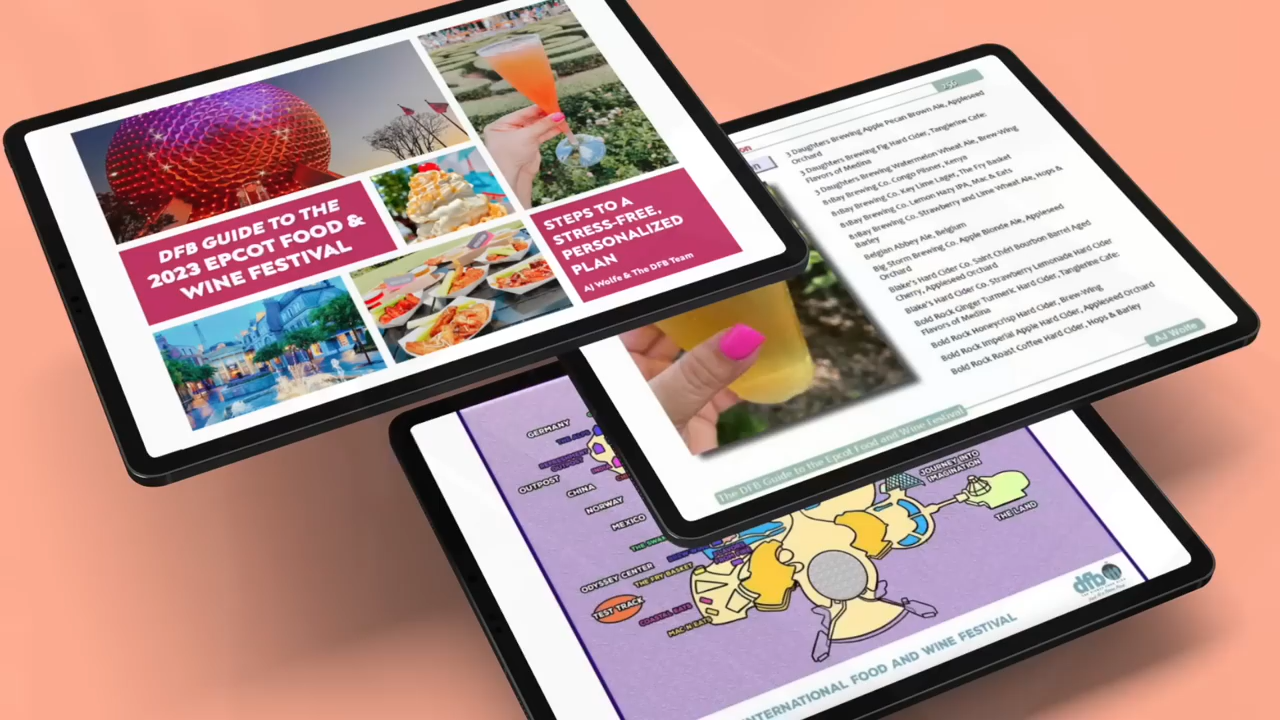 DFB GUIDE TO THE
2023 EPCOT FOOD &
WINE FESTIVAL
STEPS TO A
STRESS-FREE,
PERSONALIZED
PLAN
AJ Wolfe & The DFB Team
3 Daughters Brewing Apple Pecan Brown Ale, Appleseed
Orchard
3 Daughters Brewing Fig Hard Cider, Tangierine Cafe:
Flavors of Medina
3 Daughters Brewing Watermelon Wheat Ale, Brew-Wing
81Bay Brewing Co. Congo Pilsner, Kenya
81Bay Brewing Co. Key Lime Lager, The Fry Basket
81Bay Brewing Co. Lemon Hazy IPA, Mac & Eats
81Bay Brewing Co. Strawberry and Lime Wheat Ale, Hops &
Barley
Belgian Abbey Ale, Belgium
Big Storm Brewing Co. Apple Blonde Ale, Appleseed
Orchard
Blake's Hard Cider Co. Saint Chéri Bourbon Barrel Aged
Cherry, Appleseed Orchard
Blake's Hard Cider Co. Strawberry Lemonade Hard Cider
Bold Rock Ginger Turmeric Hard Cider, Tangierine Cafe:
Flavors of Medina
Bold Rock Honeycrisp Hard Cider, Brew-Wing
Bold Rock Imperial Apple Hard Cider, Appleseed Orchard
Bold Rock Roast Coffee Hard Cider, Hops & Barley
AJ Wolfe
The DFB Guide to the Epcot Food and Wine Festival
GERMANY
OUTPOST
CHINA
NORWAY
MEXICO
ODYSSEY CENTER
THE FRY BASKET
TEST TRACK
COASTAL EATS
MAC N EATS
JOURNEY INTO
IMAGINATION
THE LAND
dfb
INTERNATIONAL FOOD AND WINE FESTIVAL